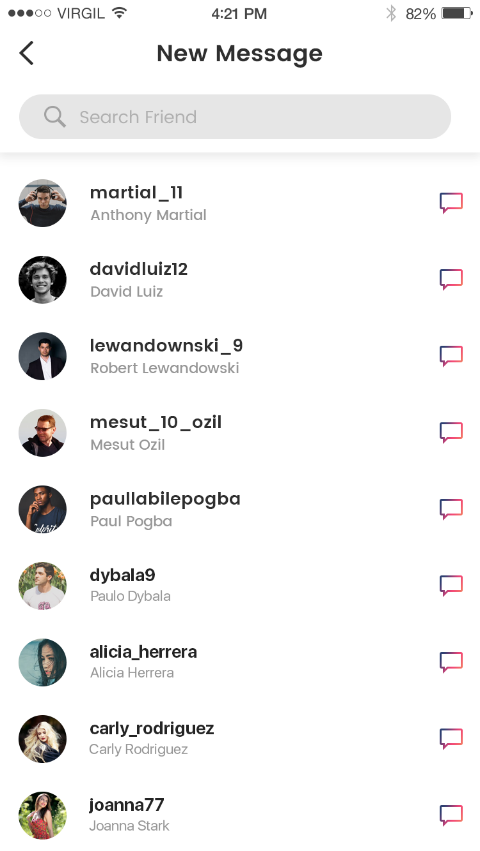 VIRGIL 4:21 PM 82%
New Message
Search Friend
martial_11
Anthony Martial
davidluiz12
David Luiz
lewandownski_9
Robert Lewandowski
mesut_10_ozil
Mesut Ozil
paullabilepogba
Paul Pogba
dybala9
Paulo Dybala
alicia_herrera
Alicia Herrera
carly_rodriguez
Carly Rodriguez
joanna77
Joanna Stark